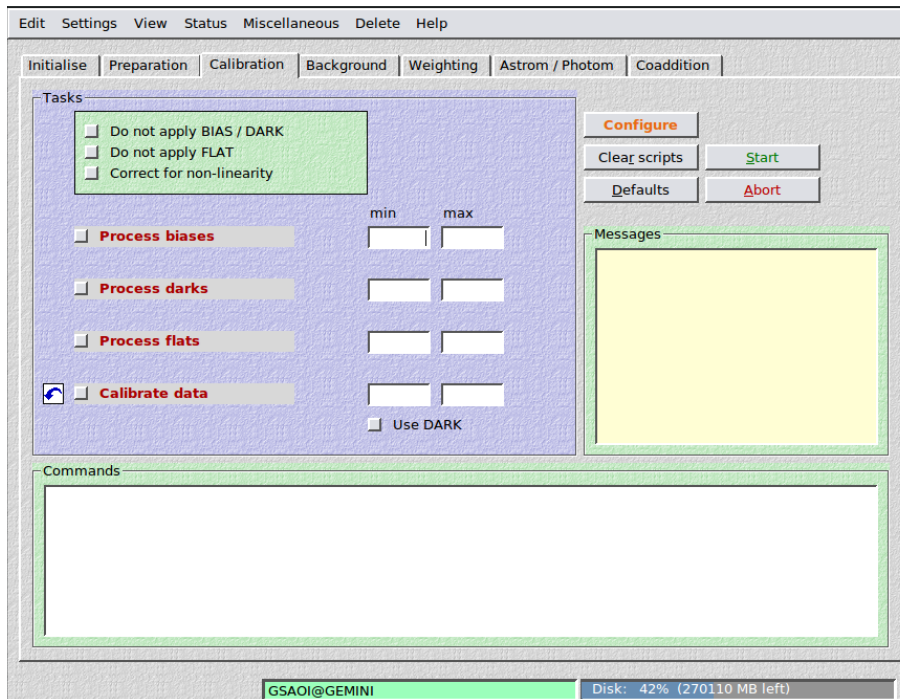 Edit Settings View Status Miscellaneous Delete Help
Initialise Preparation Calibration Background Weighting Astrom / Photom Coaddition
Tasks
Do not apply BIAS / DARK
Do not apply FLAT
Correct for non-linearity
min max
Process biases
Process darks
Process flats
Calibrate data
Use DARK
Configure
Clear scripts Start
Defaults Abort
Messages
Commands
GSAOI@GEMINI
Disk: 42% (270110 MB left)